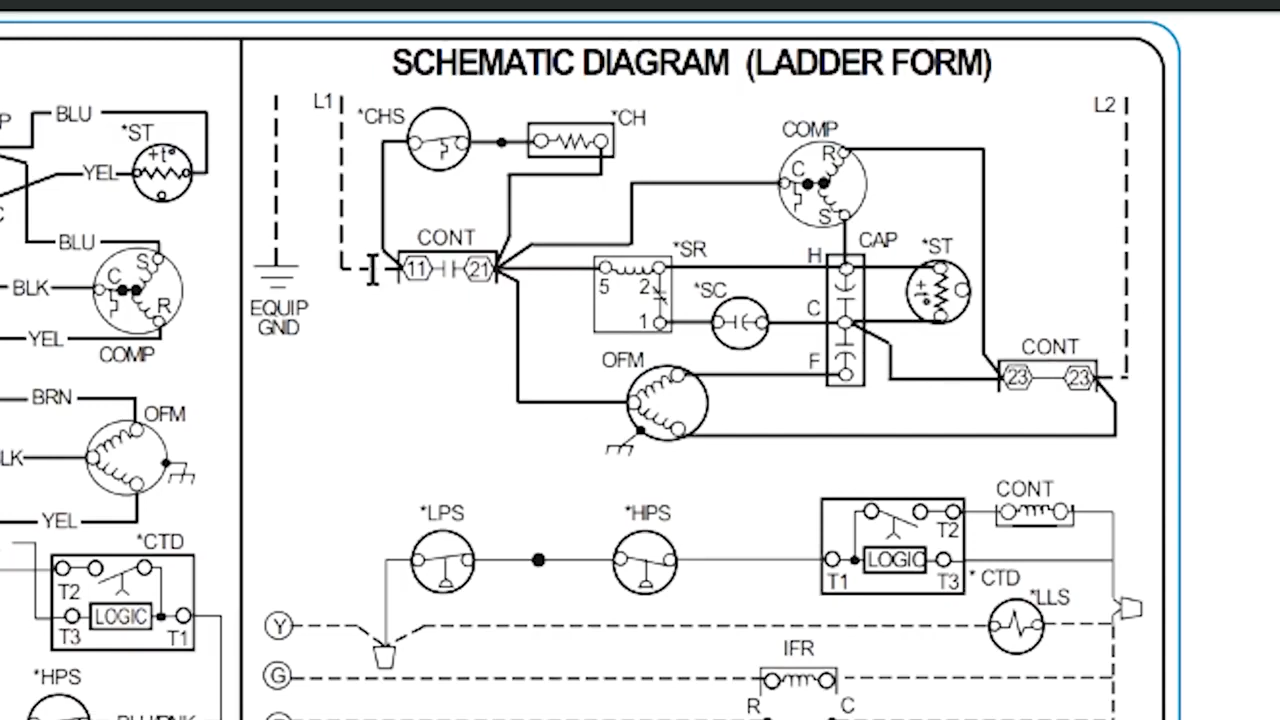 SCHEMATIC DIAGRAM (LADDER FORM)
BLU
*ST
+t°
YEL
BLU
S
C
R
BLK
YEL
COMP
BRN
OFM
YEL
*CTD
T2
LOGIC
T3
T1
*HPS
L1
*CHS
*CH
COMP
R
C
S
L2
CONT
11
21
EQUIP
GND
*SR
5
2
1
*SC
CAP
H
C
F
*ST
OFM
CONT
23
23
*LPS
*HPS
CONT
T2
LOGIC
T1
T3
* CTD
*LLS
Y
IFR
G
R
C